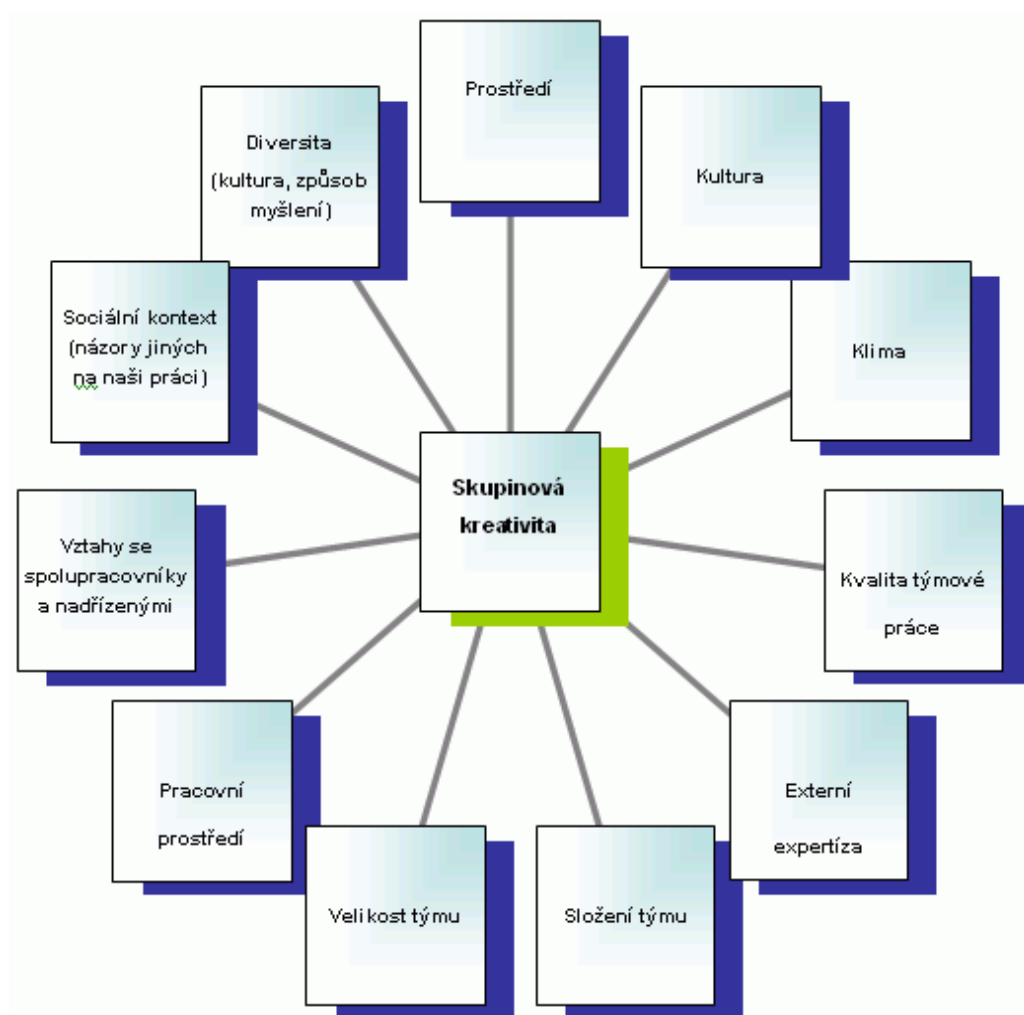 Prostředí
Diversita
(kultura, způsob
myšlení)
Kultura
Sociální kontext
(názory jiných
na naši práci)
Klima
Skupinová
kreativita
Vztahy se
spolupracovníky
a nadřízenými
Kvalita týmové
práce
Pracovní
prostředí
Externí
expertíza
Velikost týmu
Složení týmu